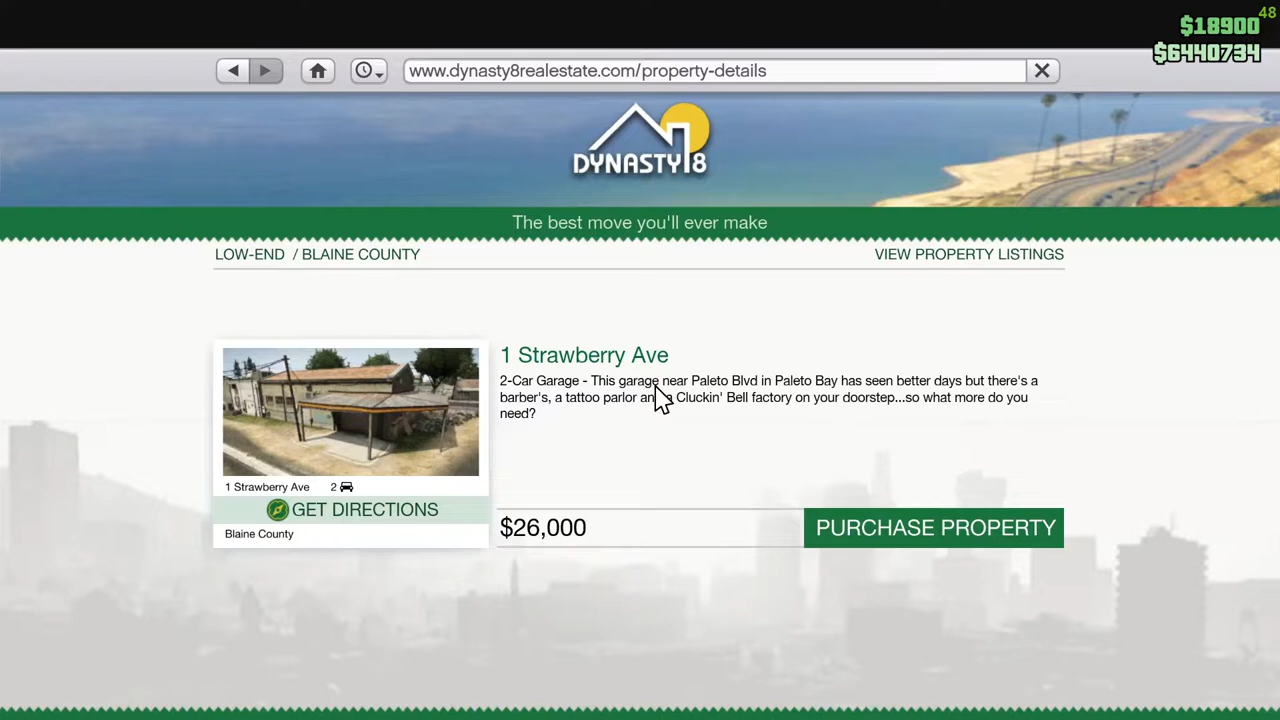 48
$18900
$6440734
www.dynasty8realestate.com/property-details
DYNASTY8
The best move you'll ever make
LOW-END / BLAINE COUNTY
VIEW PROPERTY LISTINGS
1 Strawberry Ave
2-Car Garage - This garage near Paleto Blvd in Paleto Bay has seen better days but there's a
barber's, a tattoo parlor an Cluckin' Bell factory on your doorstep...so what more do you
need?
1 Strawberry Ave 2
GET DIRECTIONS
Blaine County
$26,000
PURCHASE PROPERTY